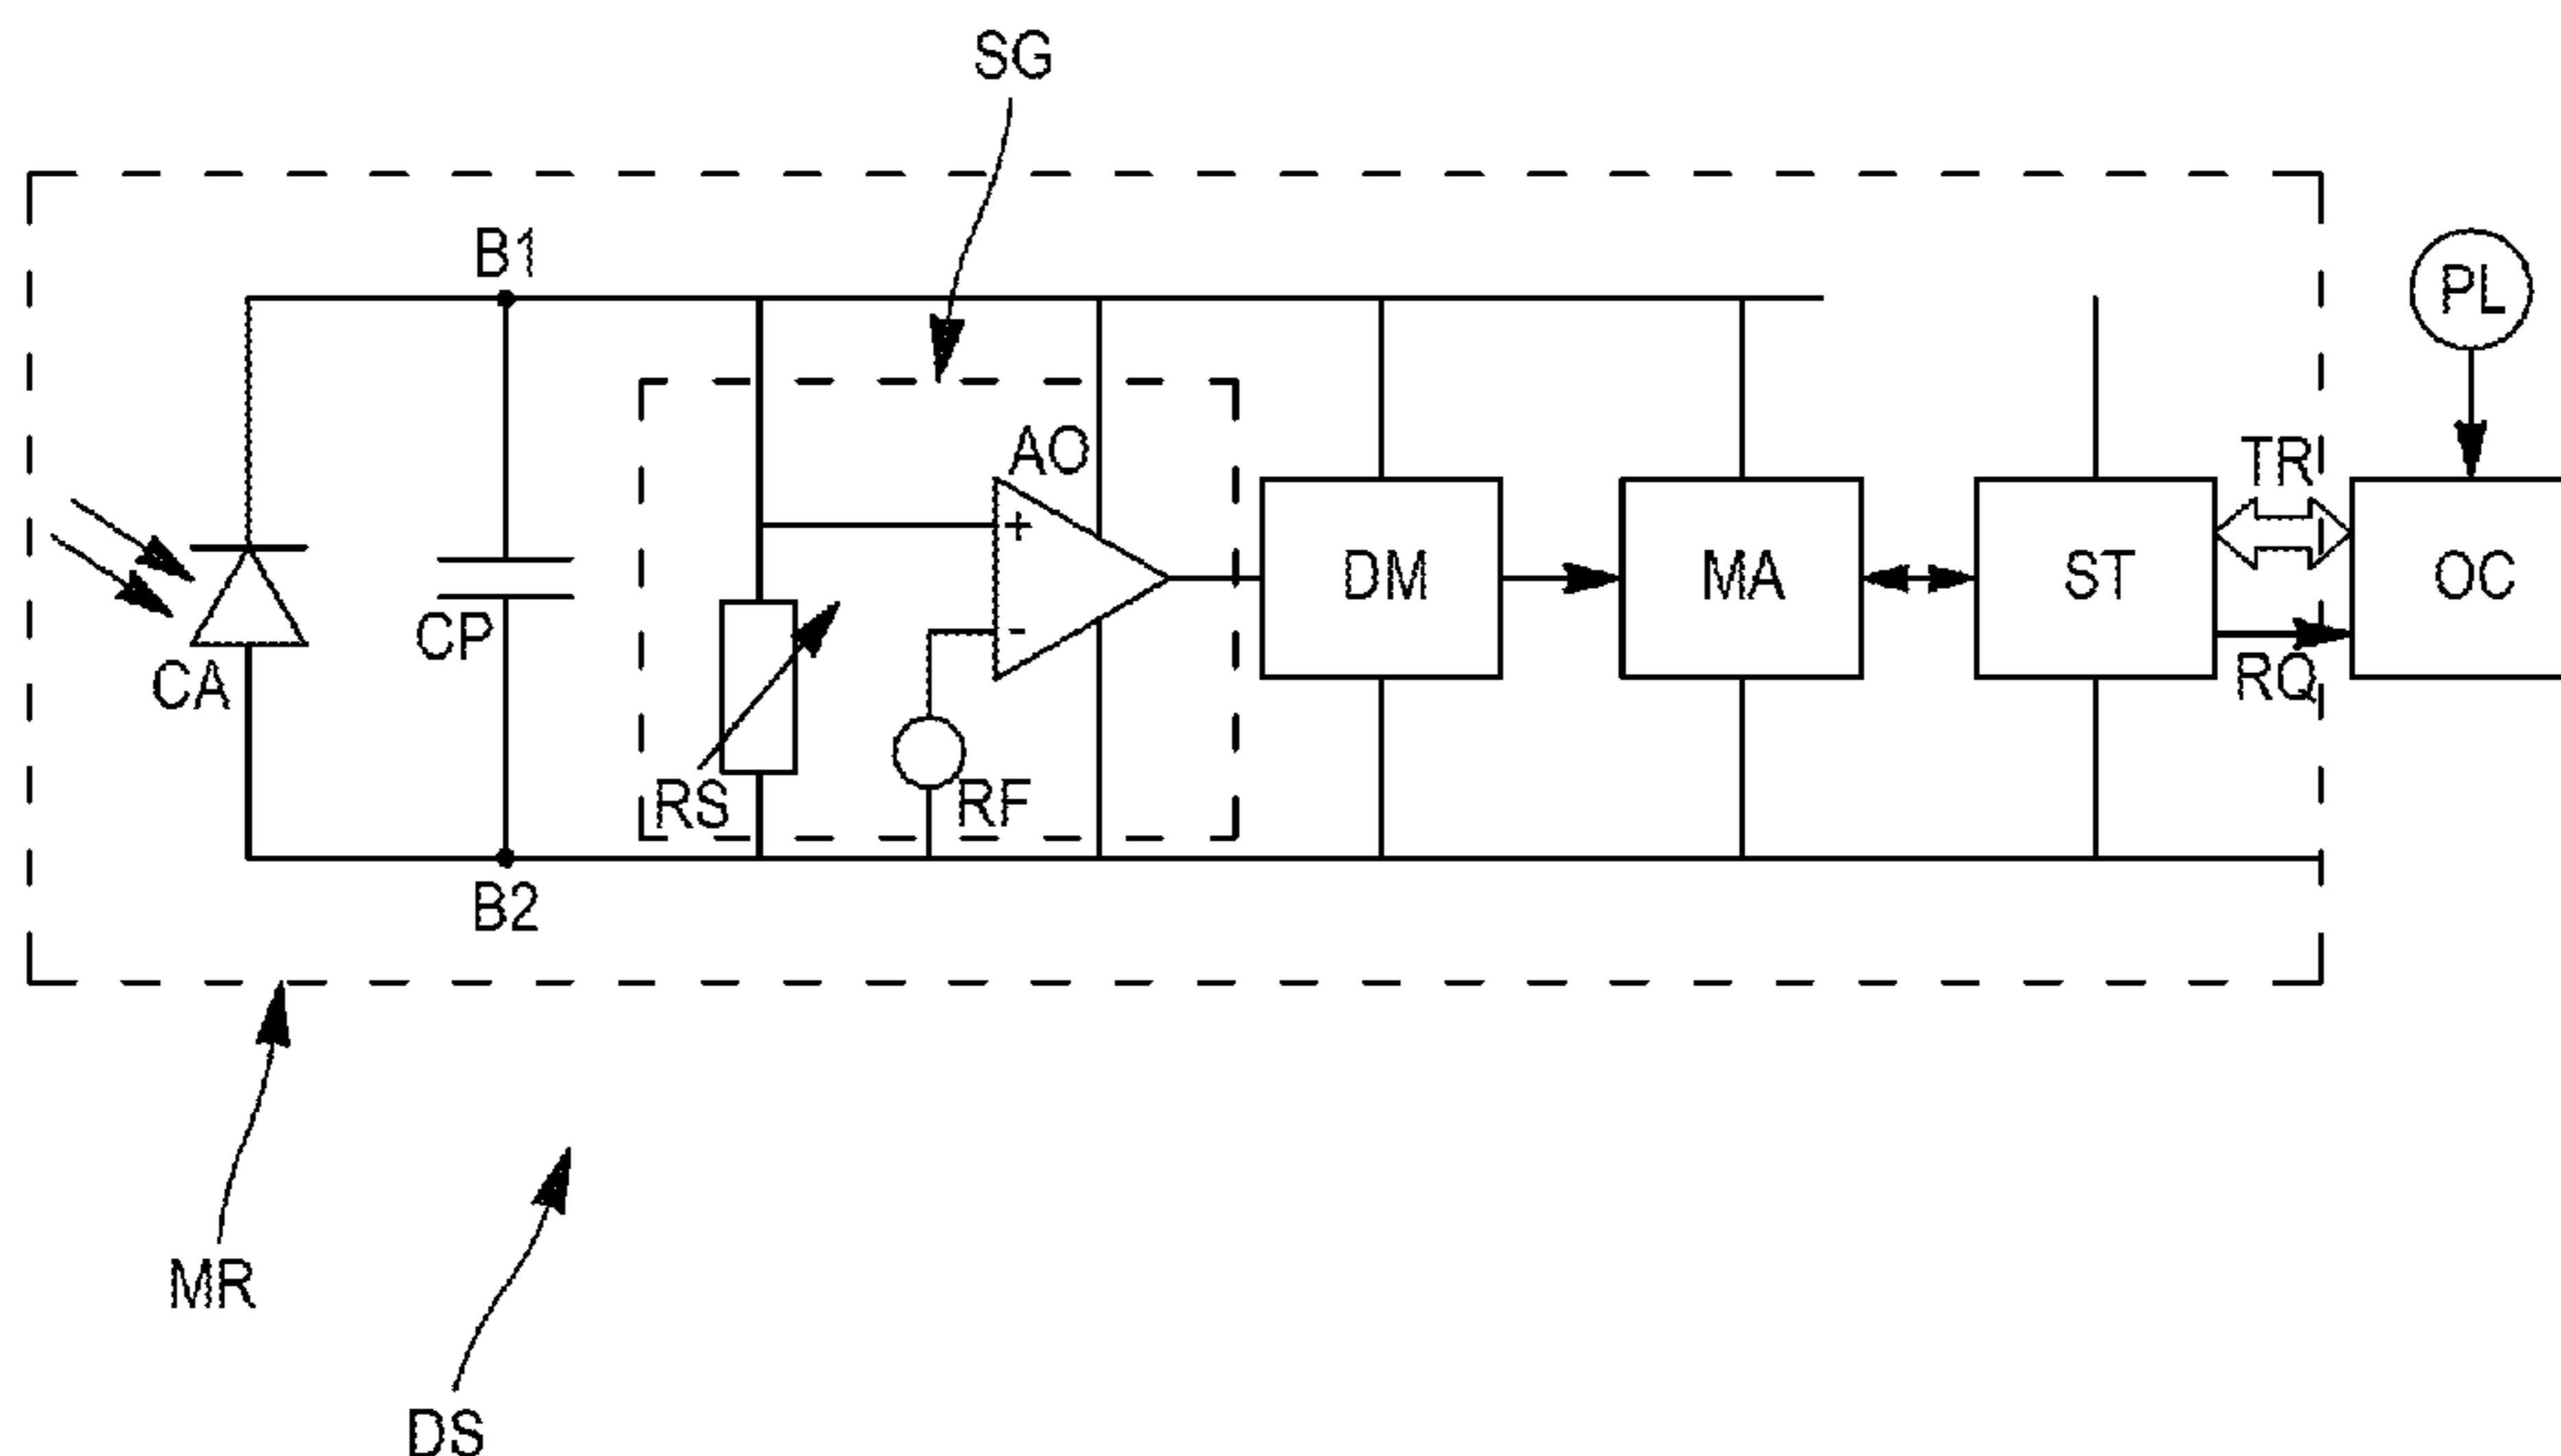 SG
B1
PL
AO
TR
+
DM
MA
ST
OC
CP
-
CA
RQ
RS
RF
B2
MR
DS